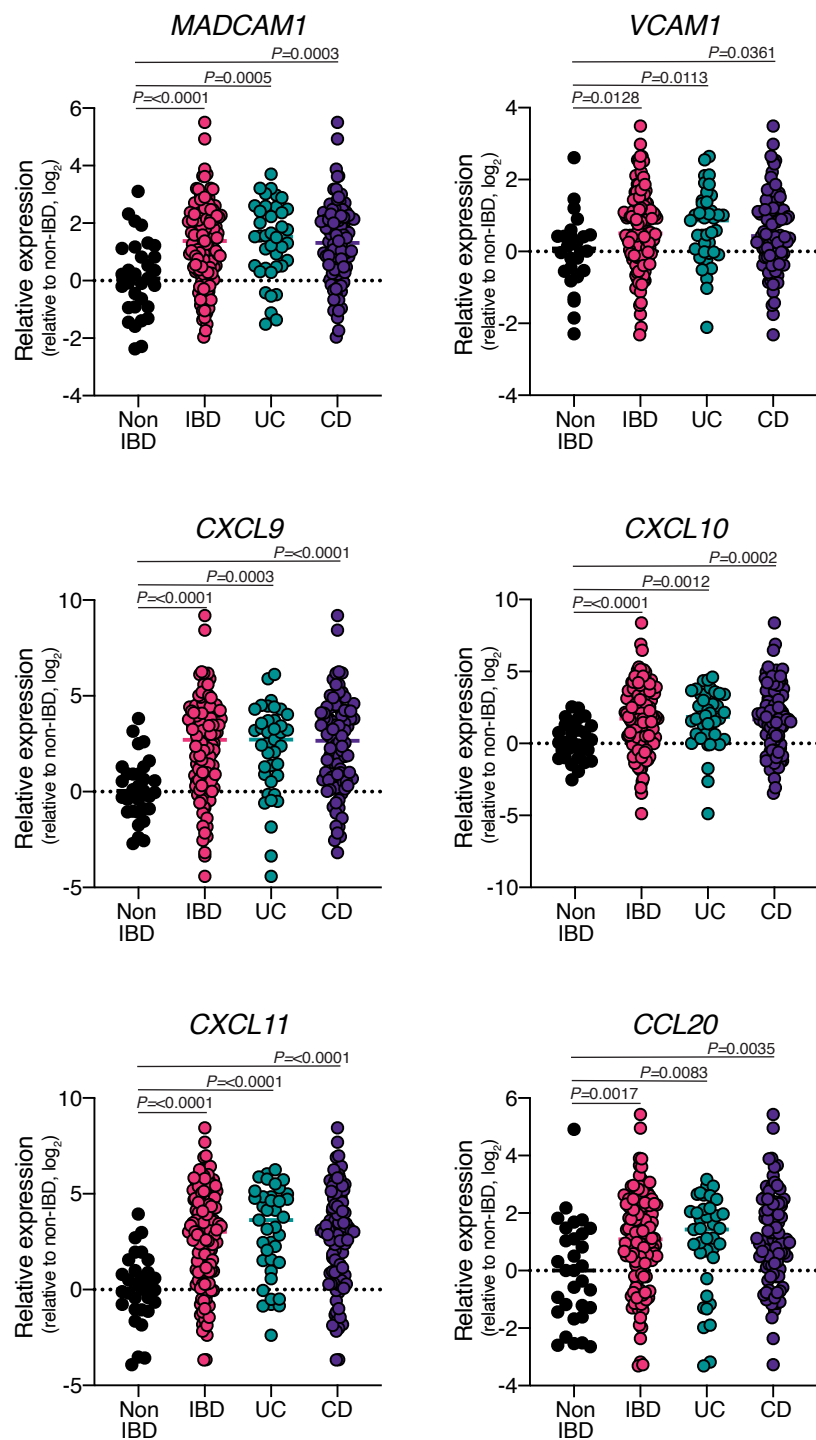 MADCAM1
P=0.0003
P=0.0005
P=<0.0001
Relative expression
(relative to non-IBD, log₂)
6
4
2
0
-2
-4
Non
IBD
IBD
UC
CD
VCAM1
P=0.0361
P=0.0113
P=0.0128
Relative expression
(relative to non-IBD, log₂)
4
2
0
-2
-4
Non
IBD
IBD
UC
CD
CXCL9
P=<0.0001
P=0.0003
P=<0.0001
Relative expression
(relative to non-IBD, log₂)
10
5
0
-5
Non
IBD
IBD
UC
CD
CXCL10
P=0.0002
P=0.0012
P=<0.0001
Relative expression
(relative to non-IBD, log₂)
10
5
0
-5
-10
Non
IBD
IBD
UC
CD
CXCL11
P=<0.0001
P=<0.0001
P=<0.0001
Relative expression
(relative to non-IBD, log₂)
10
5
0
-5
Non
IBD
IBD
UC
CD
CCL20
P=0.0035
P=0.0083
P=0.0017
Relative expression
(relative to non-IBD, log₂)
6
4
2
0
-2
-4
Non
IBD
IBD
UC
CD